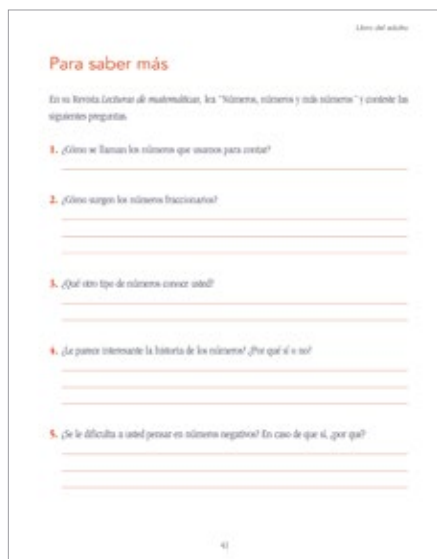 Libro del adulto
Para saber más
En su Revista Lecturas de matemáticas, lea "Números, números y más números" y conteste las
siguientes preguntas.
1. ¿Cómo se llaman los números que usamos para contar?
2. ¿Cómo surgen los números fraccionarios?
3. ¿Qué otro tipo de números conoce usted?
4. ¿Le parece interesante la historia de los números? ¿Por qué sí o no?
5. ¿Se le dificulta a usted pensar en números negativos? En caso de que sí, ¿por qué?